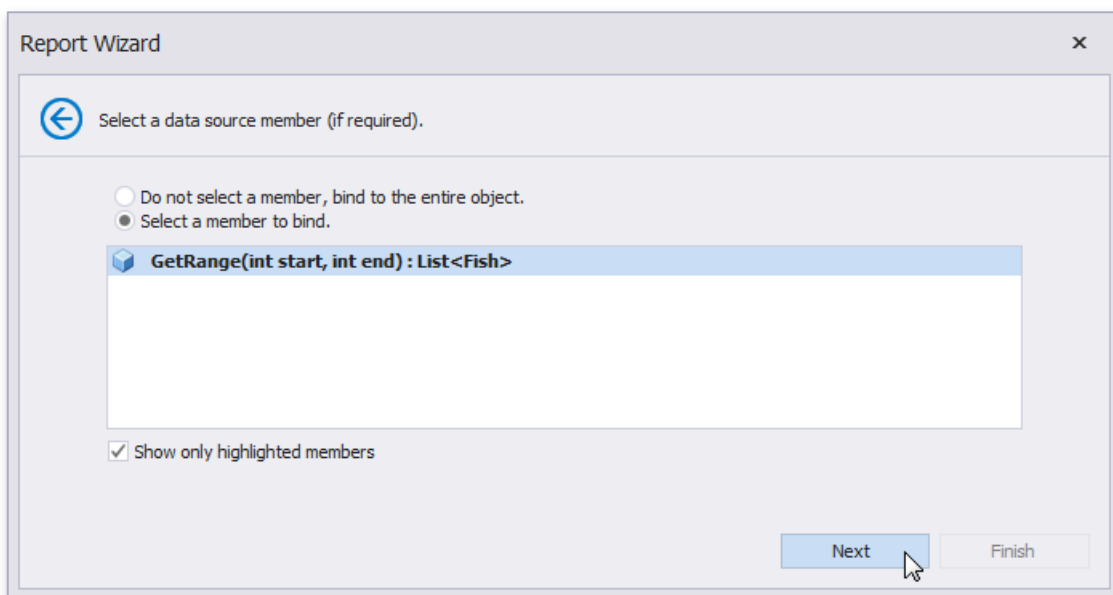 Report Wizard
Select a data source member (if required).
Do not select a member, bind to the entire object.
Select a member to bind.
GetRange(int start, int end) : List<Fish>
Show only highlighted members
Next
Finish